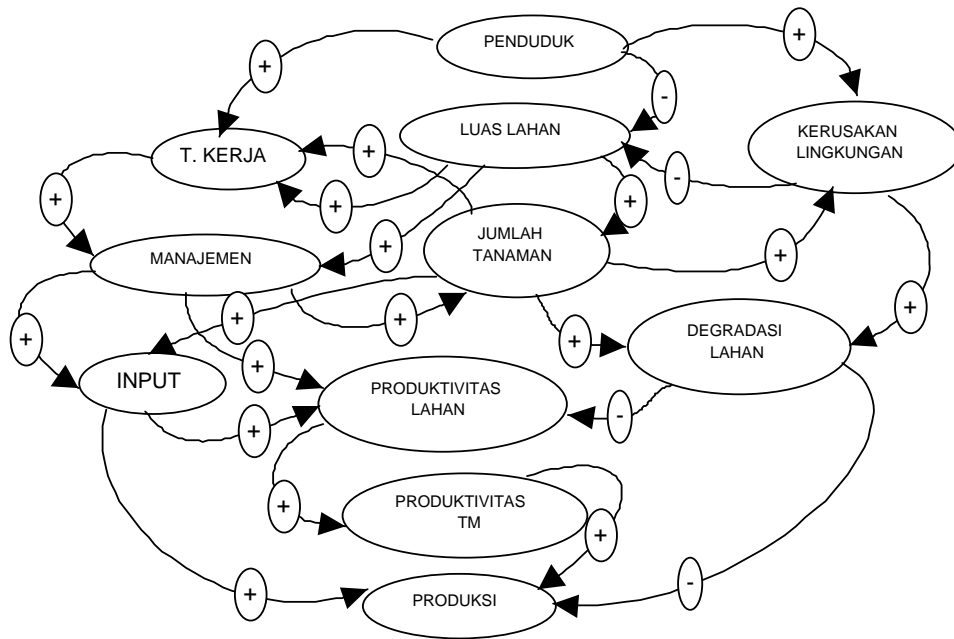 PENDUDUK
+
+
-
LUAS LAHAN
KERUSAKAN
LINGKUNGAN
T. KERJA
+
-
+
+
+
JUMLAH
TANAMAN
+
+
MANAJEMEN
+
+
+
+
+
DEGRADASI
LAHAN
INPUT
+
PRODUKTIVITAS
LAHAN
+
-
+
PRODUKTIVITAS
TM
+
+
-
PRODUKSI